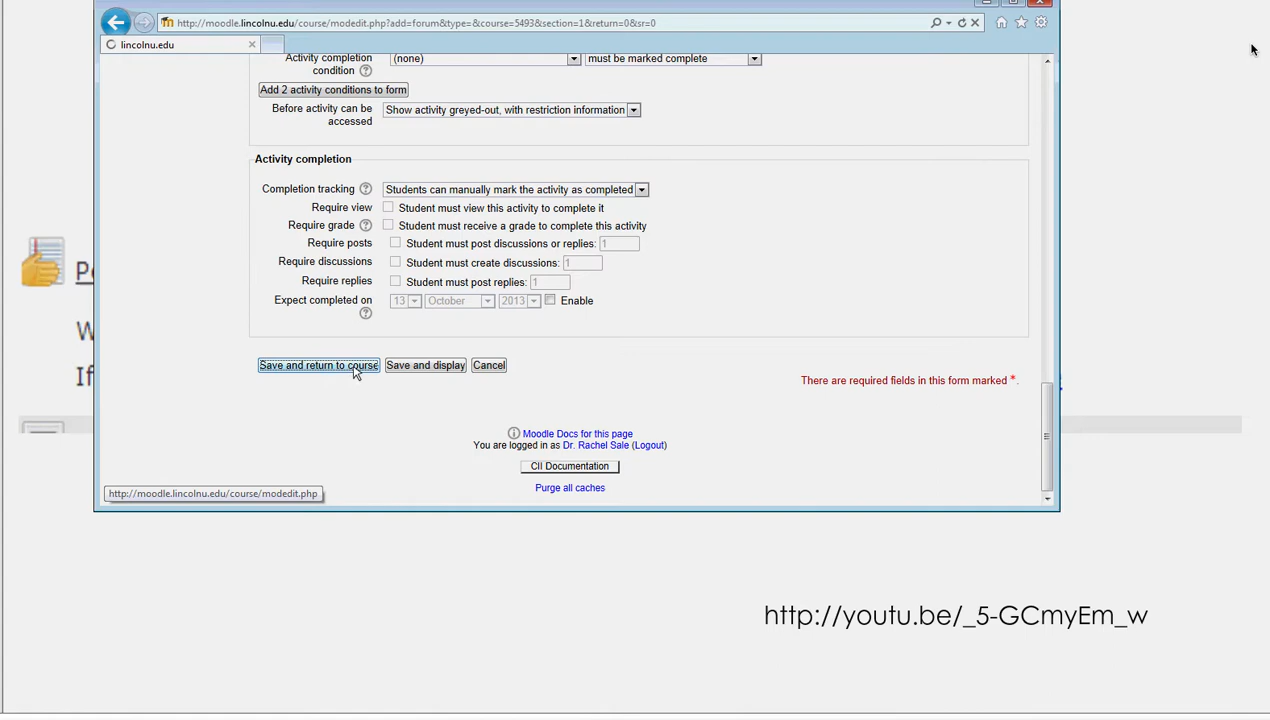 http://moodle.lincolnu.edu/course/modedit.php?add=forum&type=&course=5493&section=1&return=0&sr=0
lincolnu.edu
Activity completion condition (none) must be marked complete
Add 2 activity conditions to form
Before activity can be accessed Show activity greyed-out, with restriction information
Activity completion
Completion tracking Students can manually mark the activity as completed
Require view Student must view this activity to complete it
Require grade Student must receive a grade to complete this activity
Require posts Student must post discussions or replies: 1
Require discussions Student must create discussions: 1
Require replies Student must post replies: 1
Expect completed on 13 October 2013 Enable
Save and return to course Save and display Cancel
There are required fields in this form marked *.
Moodle Docs for this page
You are logged in as Dr. Rachel Sale (Logout)
CII Documentation
Purge all caches
http://moodle.lincolnu.edu/course/modedit.php
If
http://youtu.be/_5-GCmyEm_w